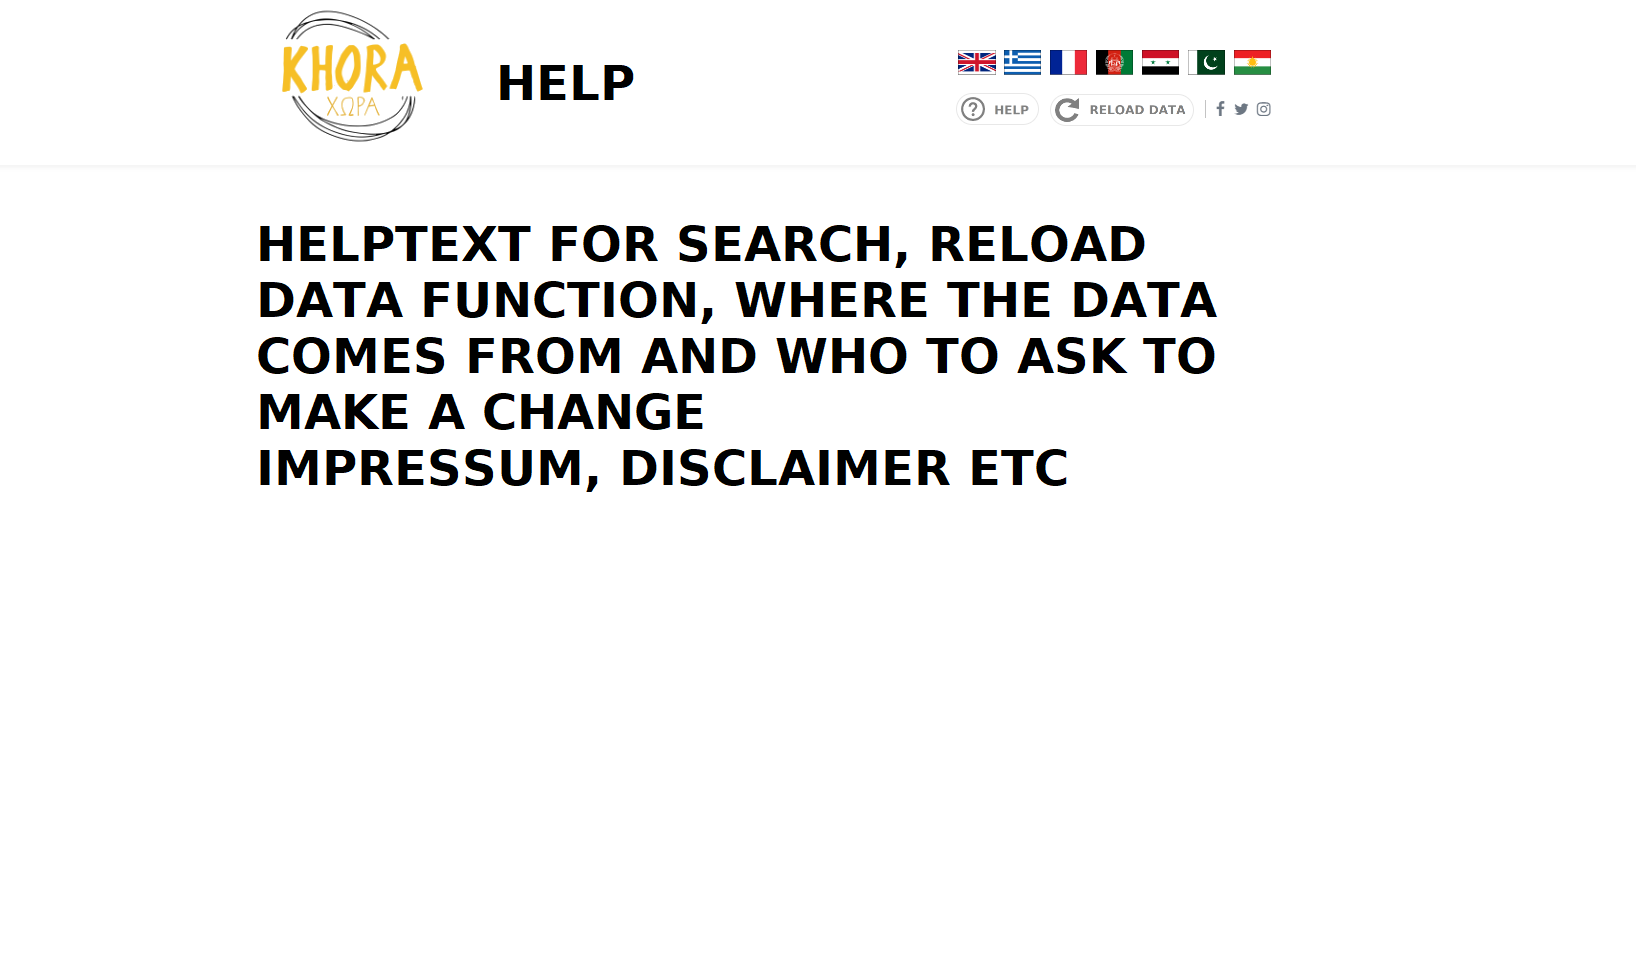 KHORA
ΧΩΡΑ
HELP
HELP
RELOAD DATA
HELPTEXT FOR SEARCH, RELOAD
DATA FUNCTION, WHERE THE DATA
COMES FROM AND WHO TO ASK TO
MAKE A CHANGE
IMPRESSUM, DISCLAIMER ETC